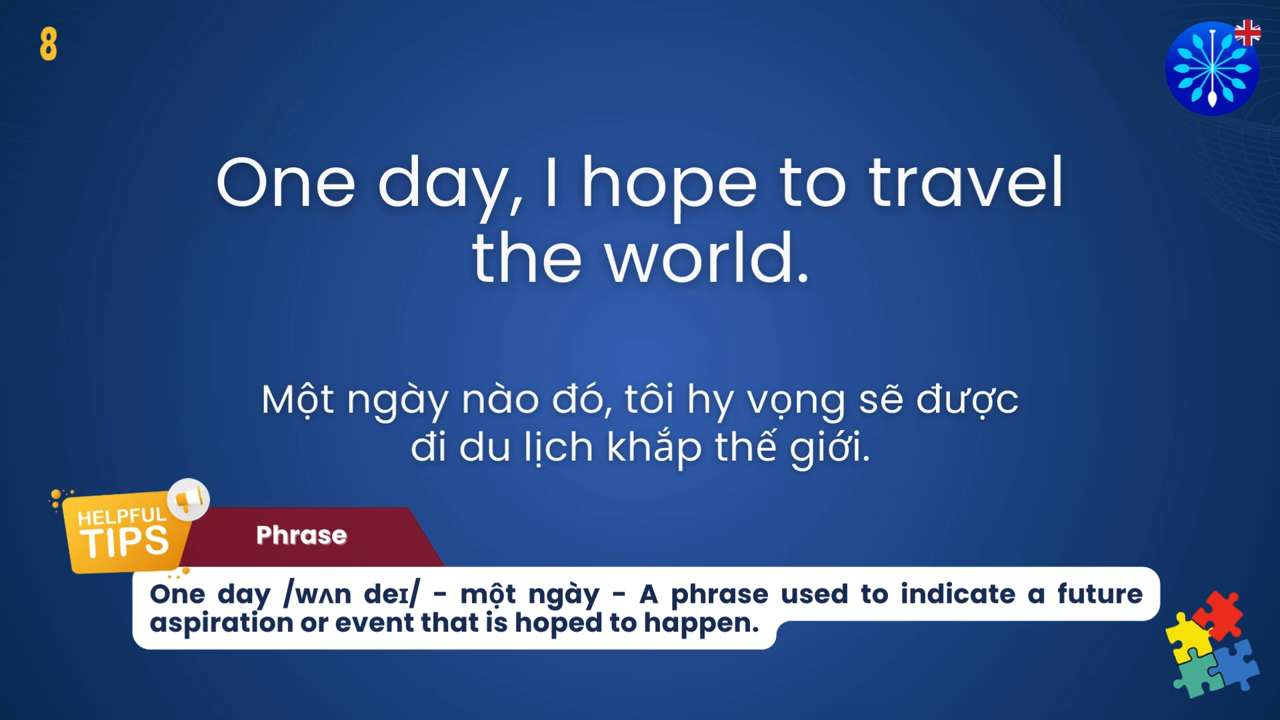 8
One day, I hope to travel
the world.
Một ngày nào đó, tôi hy vọng sẽ được
đi du lịch khắp thế giới.
HELPFUL
TIPS
Phrase
One day /wʌn deɪ/ - một ngày - A phrase used to indicate a future
aspiration or event that is hoped to happen.